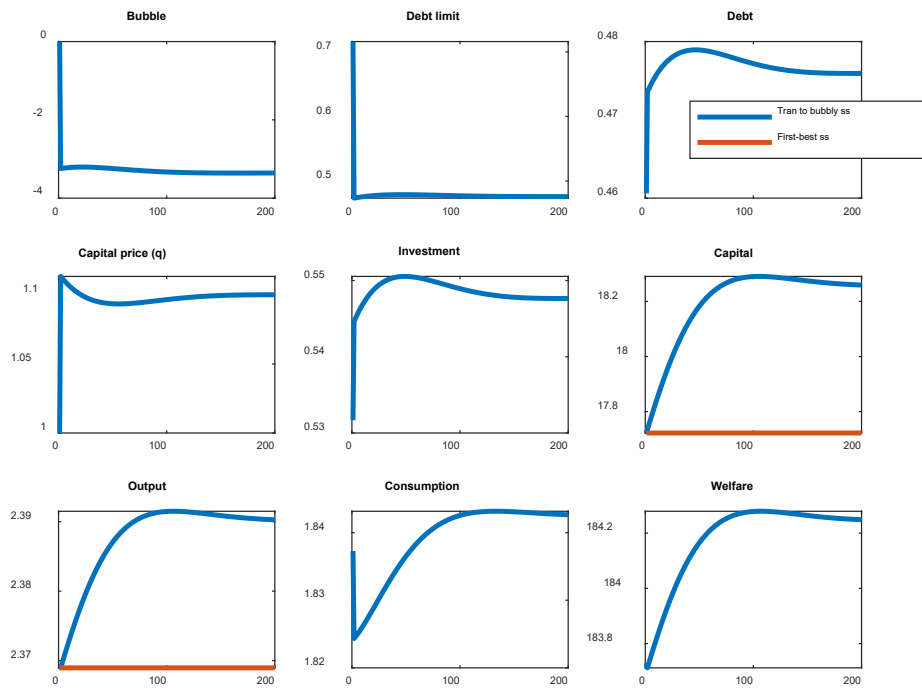 Bubble
0
-2
-4
0 100 200
Debt limit
0.7
0.6
0.5
0 100 200
Debt
0.48
0.47
0.46
0 100 200
Tran to bubbly ss
First-best ss
Capital price (q)
1.1
1.05
1
0 100 200
Investment
0.55
0.54
0.53
0 100 200
Capital
18.2
18
17.8
0 100 200
Output
2.39
2.38
2.37
0 100 200
Consumption
1.84
1.83
1.82
0 100 200
Welfare
184.2
184
183.8
0 100 200